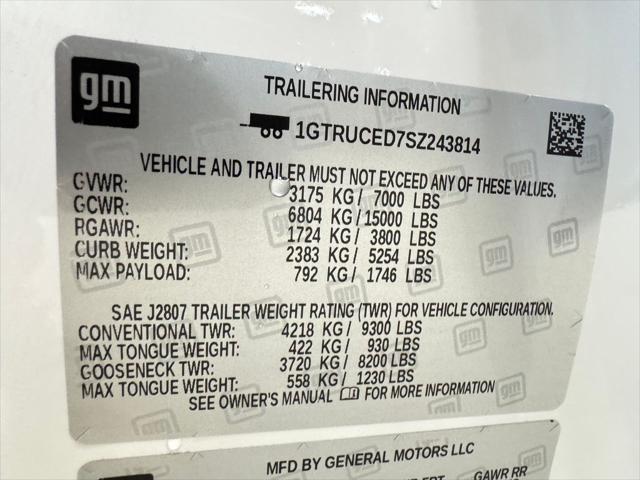 gm
TRAILERING INFORMATION
1GTRUCED7SZ243814
VEHICLE AND TRAILER MUST NOT EXCEED ANY OF THESE VALUES.
GVWR: 3175 KG / 7000 LBS
GCWR: 6804 KG / 15000 LBS
RGAWR: 1724 KG / 3800 LBS
CURB WEIGHT: 2383 KG / 5254 LBS
MAX PAYLOAD: 792 KG / 1746 LBS
SAE J2807 TRAILER WEIGHT RATING (TWR) FOR VEHICLE CONFIGURATION.
CONVENTIONAL TWR: 4218 KG / 9300 LBS
MAX TONGUE WEIGHT: 422 KG / 930 LBS
GOOSENECK TWR: 3720 KG / 8200 LBS
MAX TONGUE WEIGHT: 558 KG / 1230 LBS
SEE OWNER'S MANUAL FOR MORE INFORMATION
MFD BY GENERAL MOTORS LLC
GAWR RR